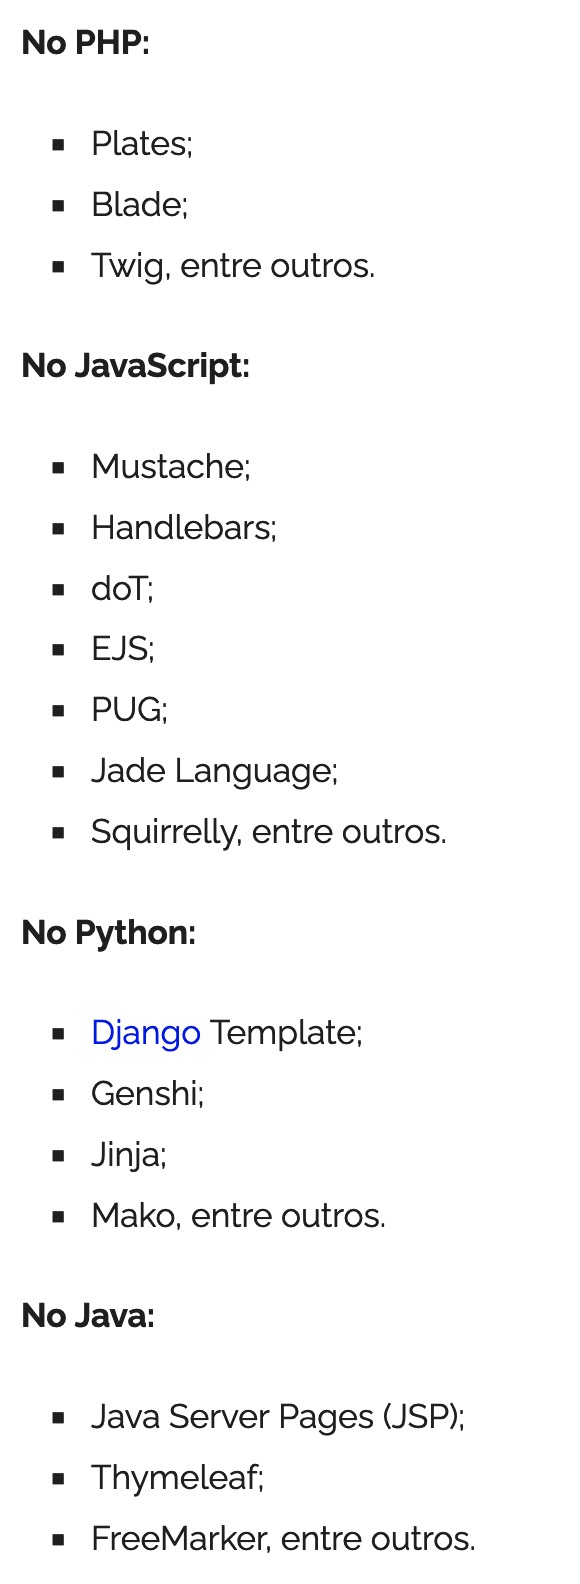 No PHP:
Plates;
Blade;
Twig, entre outros.
No JavaScript:
Mustache;
Handlebars;
doT;
EJS;
PUG;
Jade Language;
Squirrelly, entre outros.
No Python:
Django Template;
Genshi;
Jinja;
Mako, entre outros.
No Java:
Java Server Pages (JSP);
Thymeleaf;
FreeMarker, entre outros.